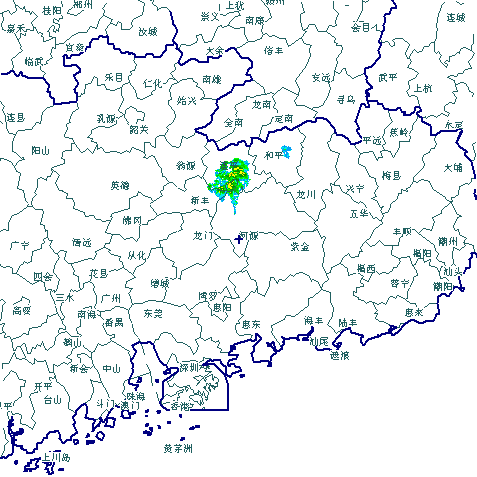 桂阳
郴州
上犹
崇义
南康
嘉禾
汝城
会昌
连城
宜章
大余
信丰
临武
乐昌
仁化
南雄
安远
武平
上杭
始兴
龙南
定南
寻乌
连县
乳源
韶关
全南
蕉岭
永定
平远
阳山
翁源
和平
梅县
大埔
英德
新丰
龙川
兴宁
佛冈
五华
龙门
河源
丰顺
潮州
广宁
清远
从化
紫金
揭阳
揭西
汕头
四会
花县
增城
普宁
潮阳
三水
广州
博罗
惠阳
高要
南海
番禺
东莞
惠东
海丰
陆丰
惠来
鹤山
汕尾
遮浪
新会
中山
深圳
开平
台山
斗门
珠海
澳门
香港
黄茅洲
上川岛